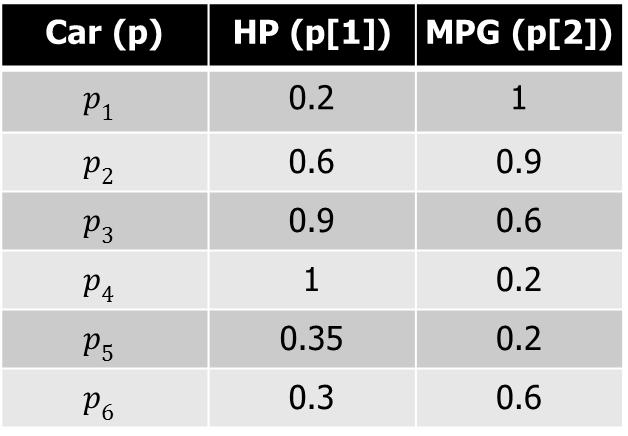 Car (p) HP (p[1]) MPG (p[2])
p1 0.2 1
p2 0.6 0.9
p3 0.9 0.6
p4 1 0.2
p5 0.35 0.2
p6 0.3 0.6